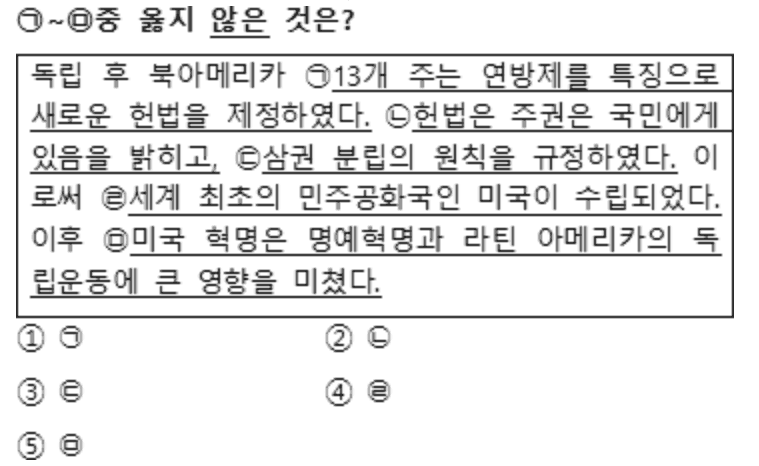 ㉠~㉤중 옳지 않은 것은?
독립 후 북아메리카 ㉠13개 주는 연방제를 특징으로
새로운 헌법을 제정하였다. ㉡헌법은 주권은 국민에게
있음을 밝히고, ㉢삼권 분립의 원칙을 규정하였다. 이
로써 ㉣세계 최초의 민주공화국인 미국이 수립되었다.
이후 ㉤미국 혁명은 명예혁명과 라틴 아메리카의 독
립운동에 큰 영향을 미쳤다.
① ㉠ ② ㉡
③ ㉢ ④ ㉣
⑤ ㉤